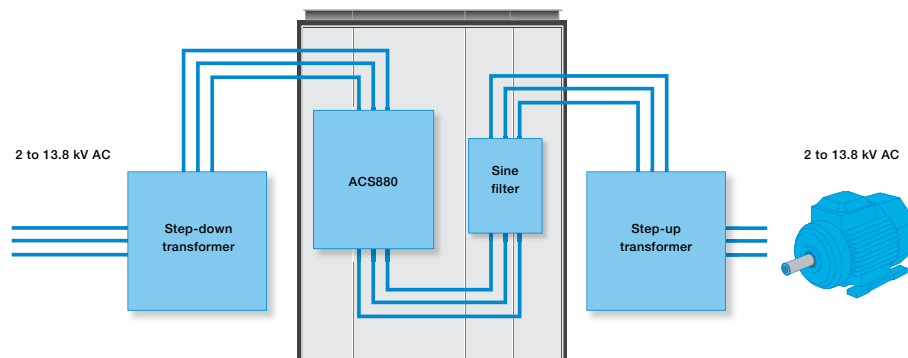 2 to 13.8 kV AC
Step-down
transformer
ACS880
Sine
filter
Step-up
transformer
2 to 13.8 kV AC